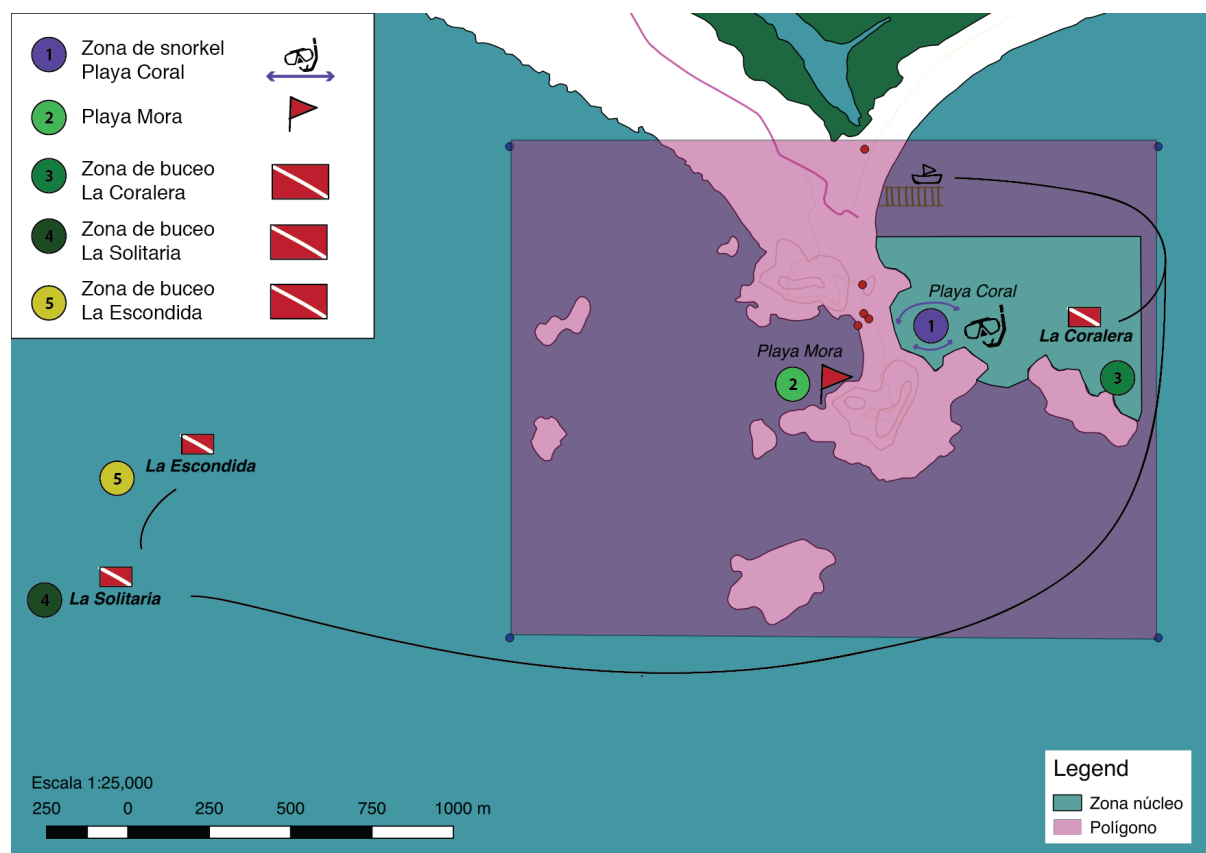 1
Zona de snorkel
Playa Coral
2
Playa Mora
3
Zona de buceo
La Coralera
4
Zona de buceo
La Solitaria
5
Zona de buceo
La Escondida
Playa Coral
1
La Coralera
3
Playa Mora
2
La Escondida
5
La Solitaria
4
Escala 1:25,000
250 0 250 500 750 1000 m
Legend
Zona núcleo
Polígono